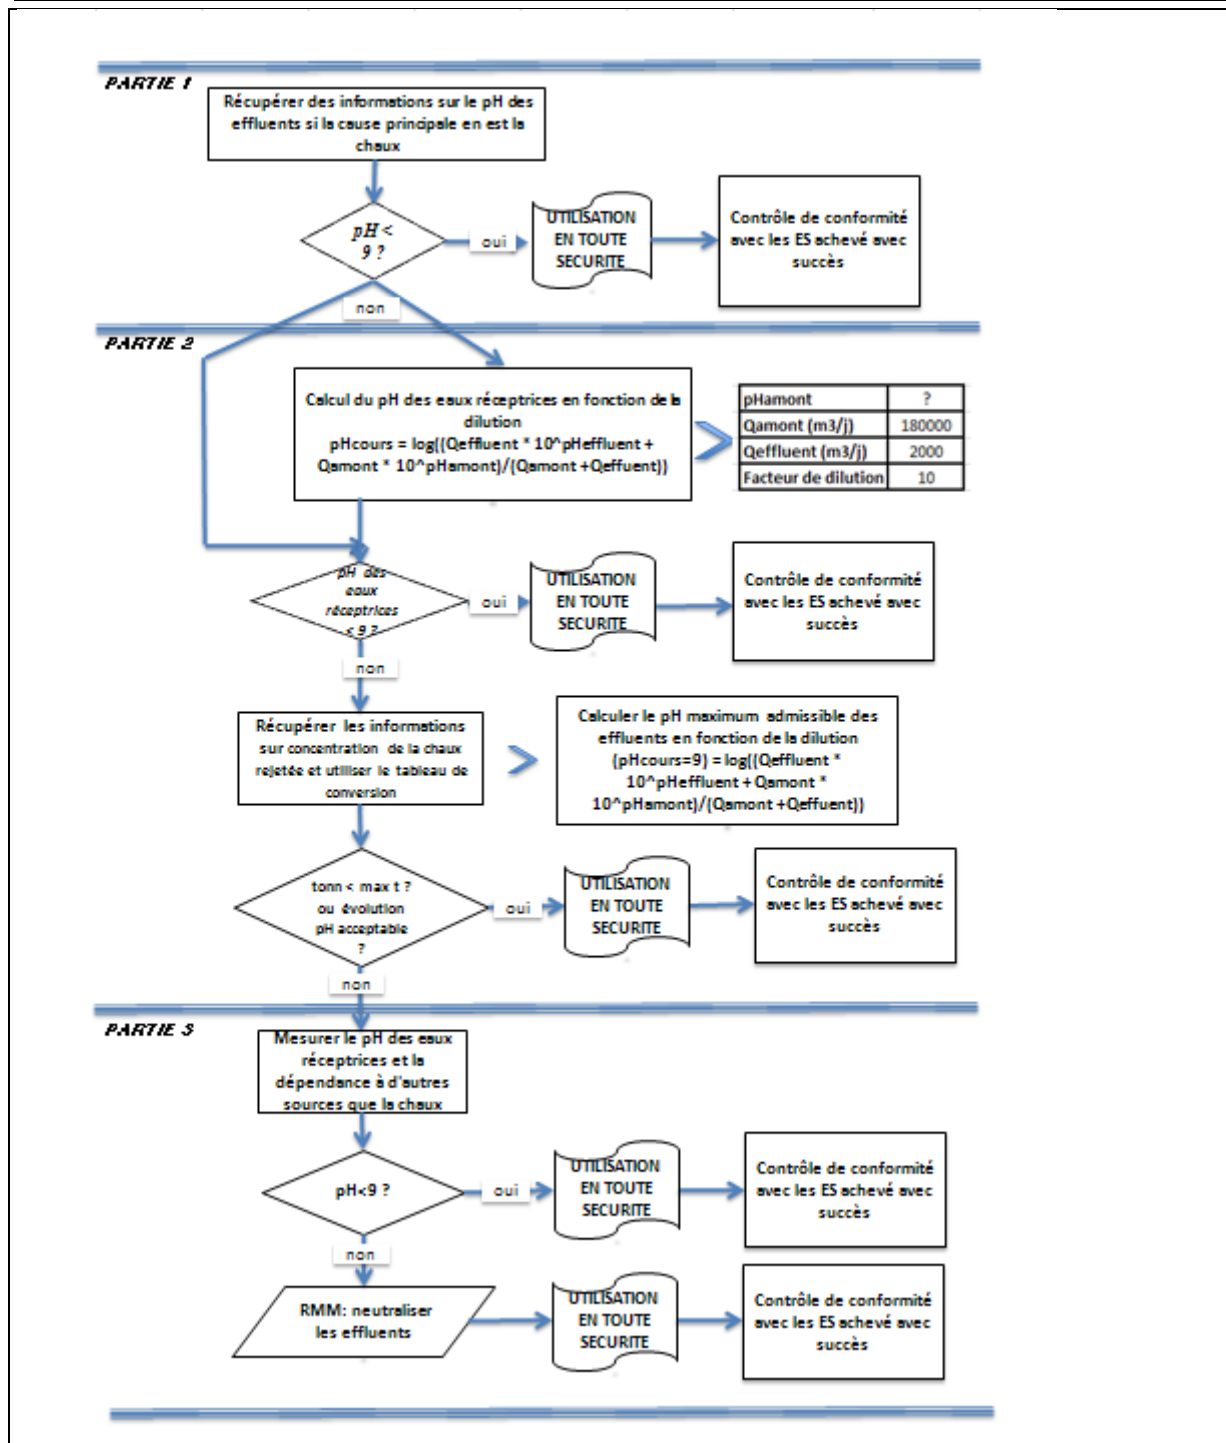 PARTIE 1
Récupérer des informations sur le pH des
effluents si la cause principale en est la
chaux
pH <
9 ?
oui
UTILISATION
EN TOUTE
SECURITE
Contrôle de conformité
avec les ES achevé avec
succès
non
PARTIE 2
Calcul du pH des eaux réceptrices en fonction de la
dilution
pHcours = log((Qeffluent * 10^pHeffluent +
Qamont * 10^pHamont)/(Qamont +Qeffuent))
pHamont ?
Qamont (m3/j) 180000
Qeffluent (m3/j) 2000
Facteur de dilution 10
pH des
eaux
réceptrices
< 9 ?
oui
UTILISATION
EN TOUTE
SECURITE
Contrôle de conformité
avec les ES achevé avec
succès
non
Récupérer les informations
sur concentration de la chaux
rejetée et utiliser le tableau de
conversion
Calculer le pH maximum admissible des
effluents en fonction de la dilution
(pHcours=9) = log((Qeffluent *
10^pHeffluent + Qamont *
10^pHamont)/(Qamont +Qeffuent))
tonn < max t ?
ou évolution
pH acceptable
?
oui
UTILISATION
EN TOUTE
SECURITE
Contrôle de conformité
avec les ES achevé avec
succès
non
PARTIE 3
Mesurer le pH des eaux
réceptrices et la
dépendance à d'autres
sources que la chaux
pH<9 ?
oui
UTILISATION
EN TOUTE
SECURITE
Contrôle de conformité
avec les ES achevé avec
succès
non
RMM: neutraliser
les effluents
UTILISATION
EN TOUTE
SECURITE
Contrôle de conformité
avec les ES achevé avec
succès